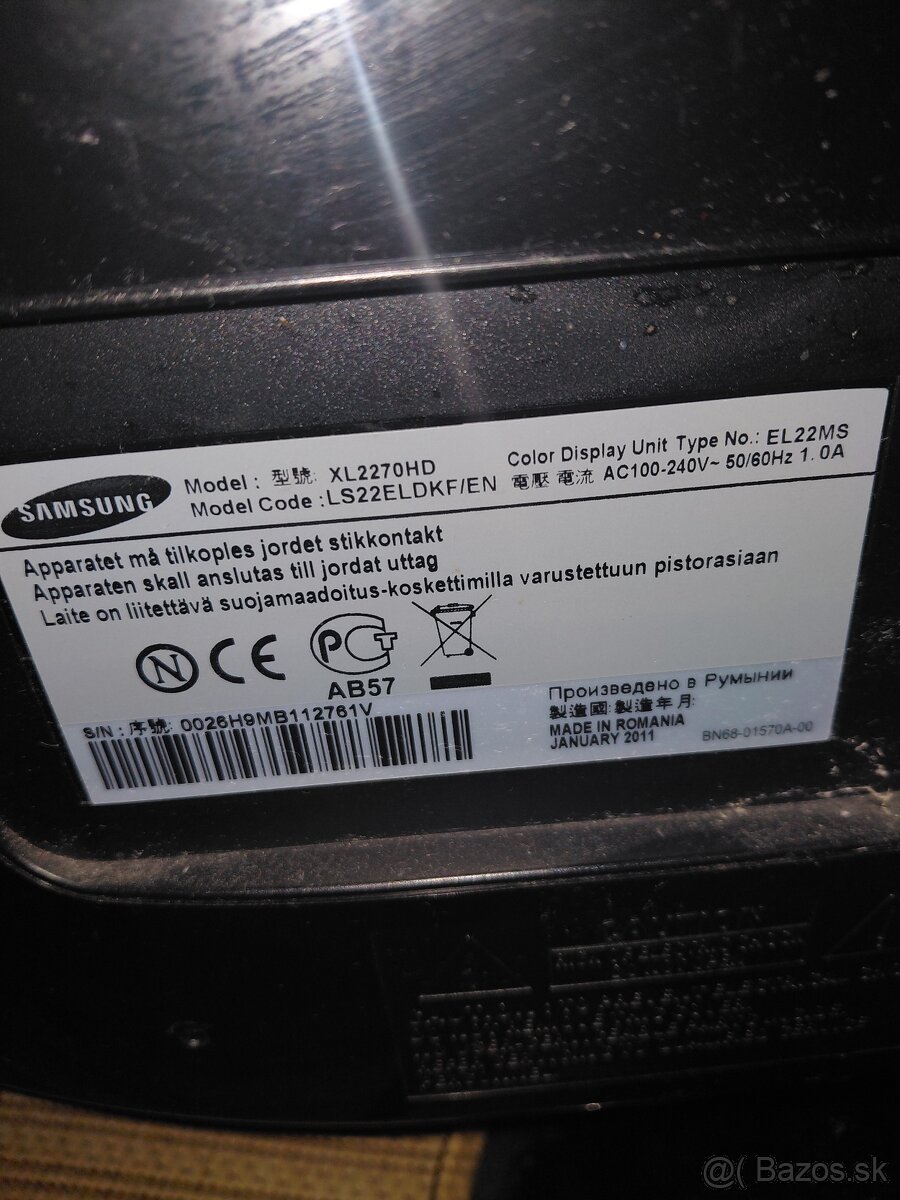 SAMSUNG
Model : 型號: XL2270HD
Model Code : LS22ELDKF/EN
Color Display Unit Type No.: EL22MS
電壓 電流 AC100-240V~ 50/60Hz 1.0A
Apparatet må tilkoples jordet stikkontakt
Apparaten skall anslutas till jordat uttag
Laite on liitettävä suojamaadoitus-koskettimilla varustettuun pistorasiaan
N CE PCT
AB57
S/N : 序號: 0026H9MB112761V
Произведено в Румынии
製造國: 製造年月:
MADE IN ROMANIA
JANUARY 2011
BN68-01570A-00
@( Bazos.sk